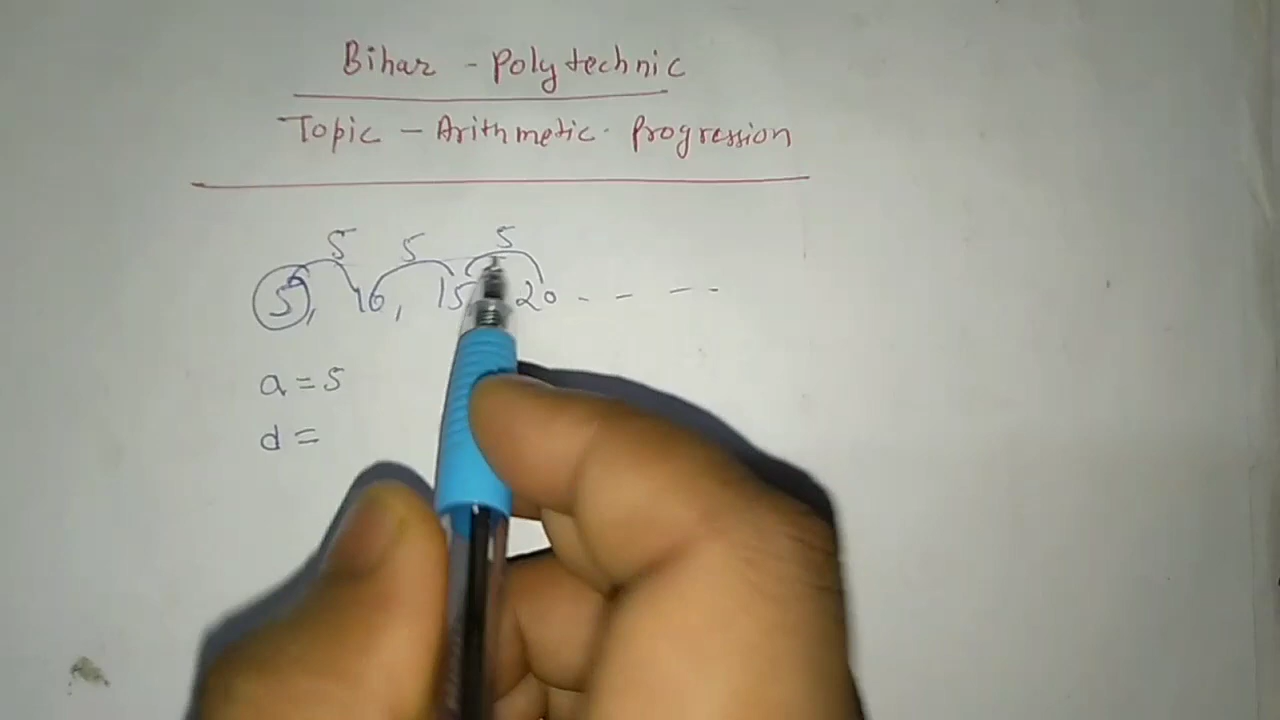 Bihar - Polytechnic
Topic - Arithmetic Progression
5 5 5
5, 10, 15 20 - - - -
a = 5
d =